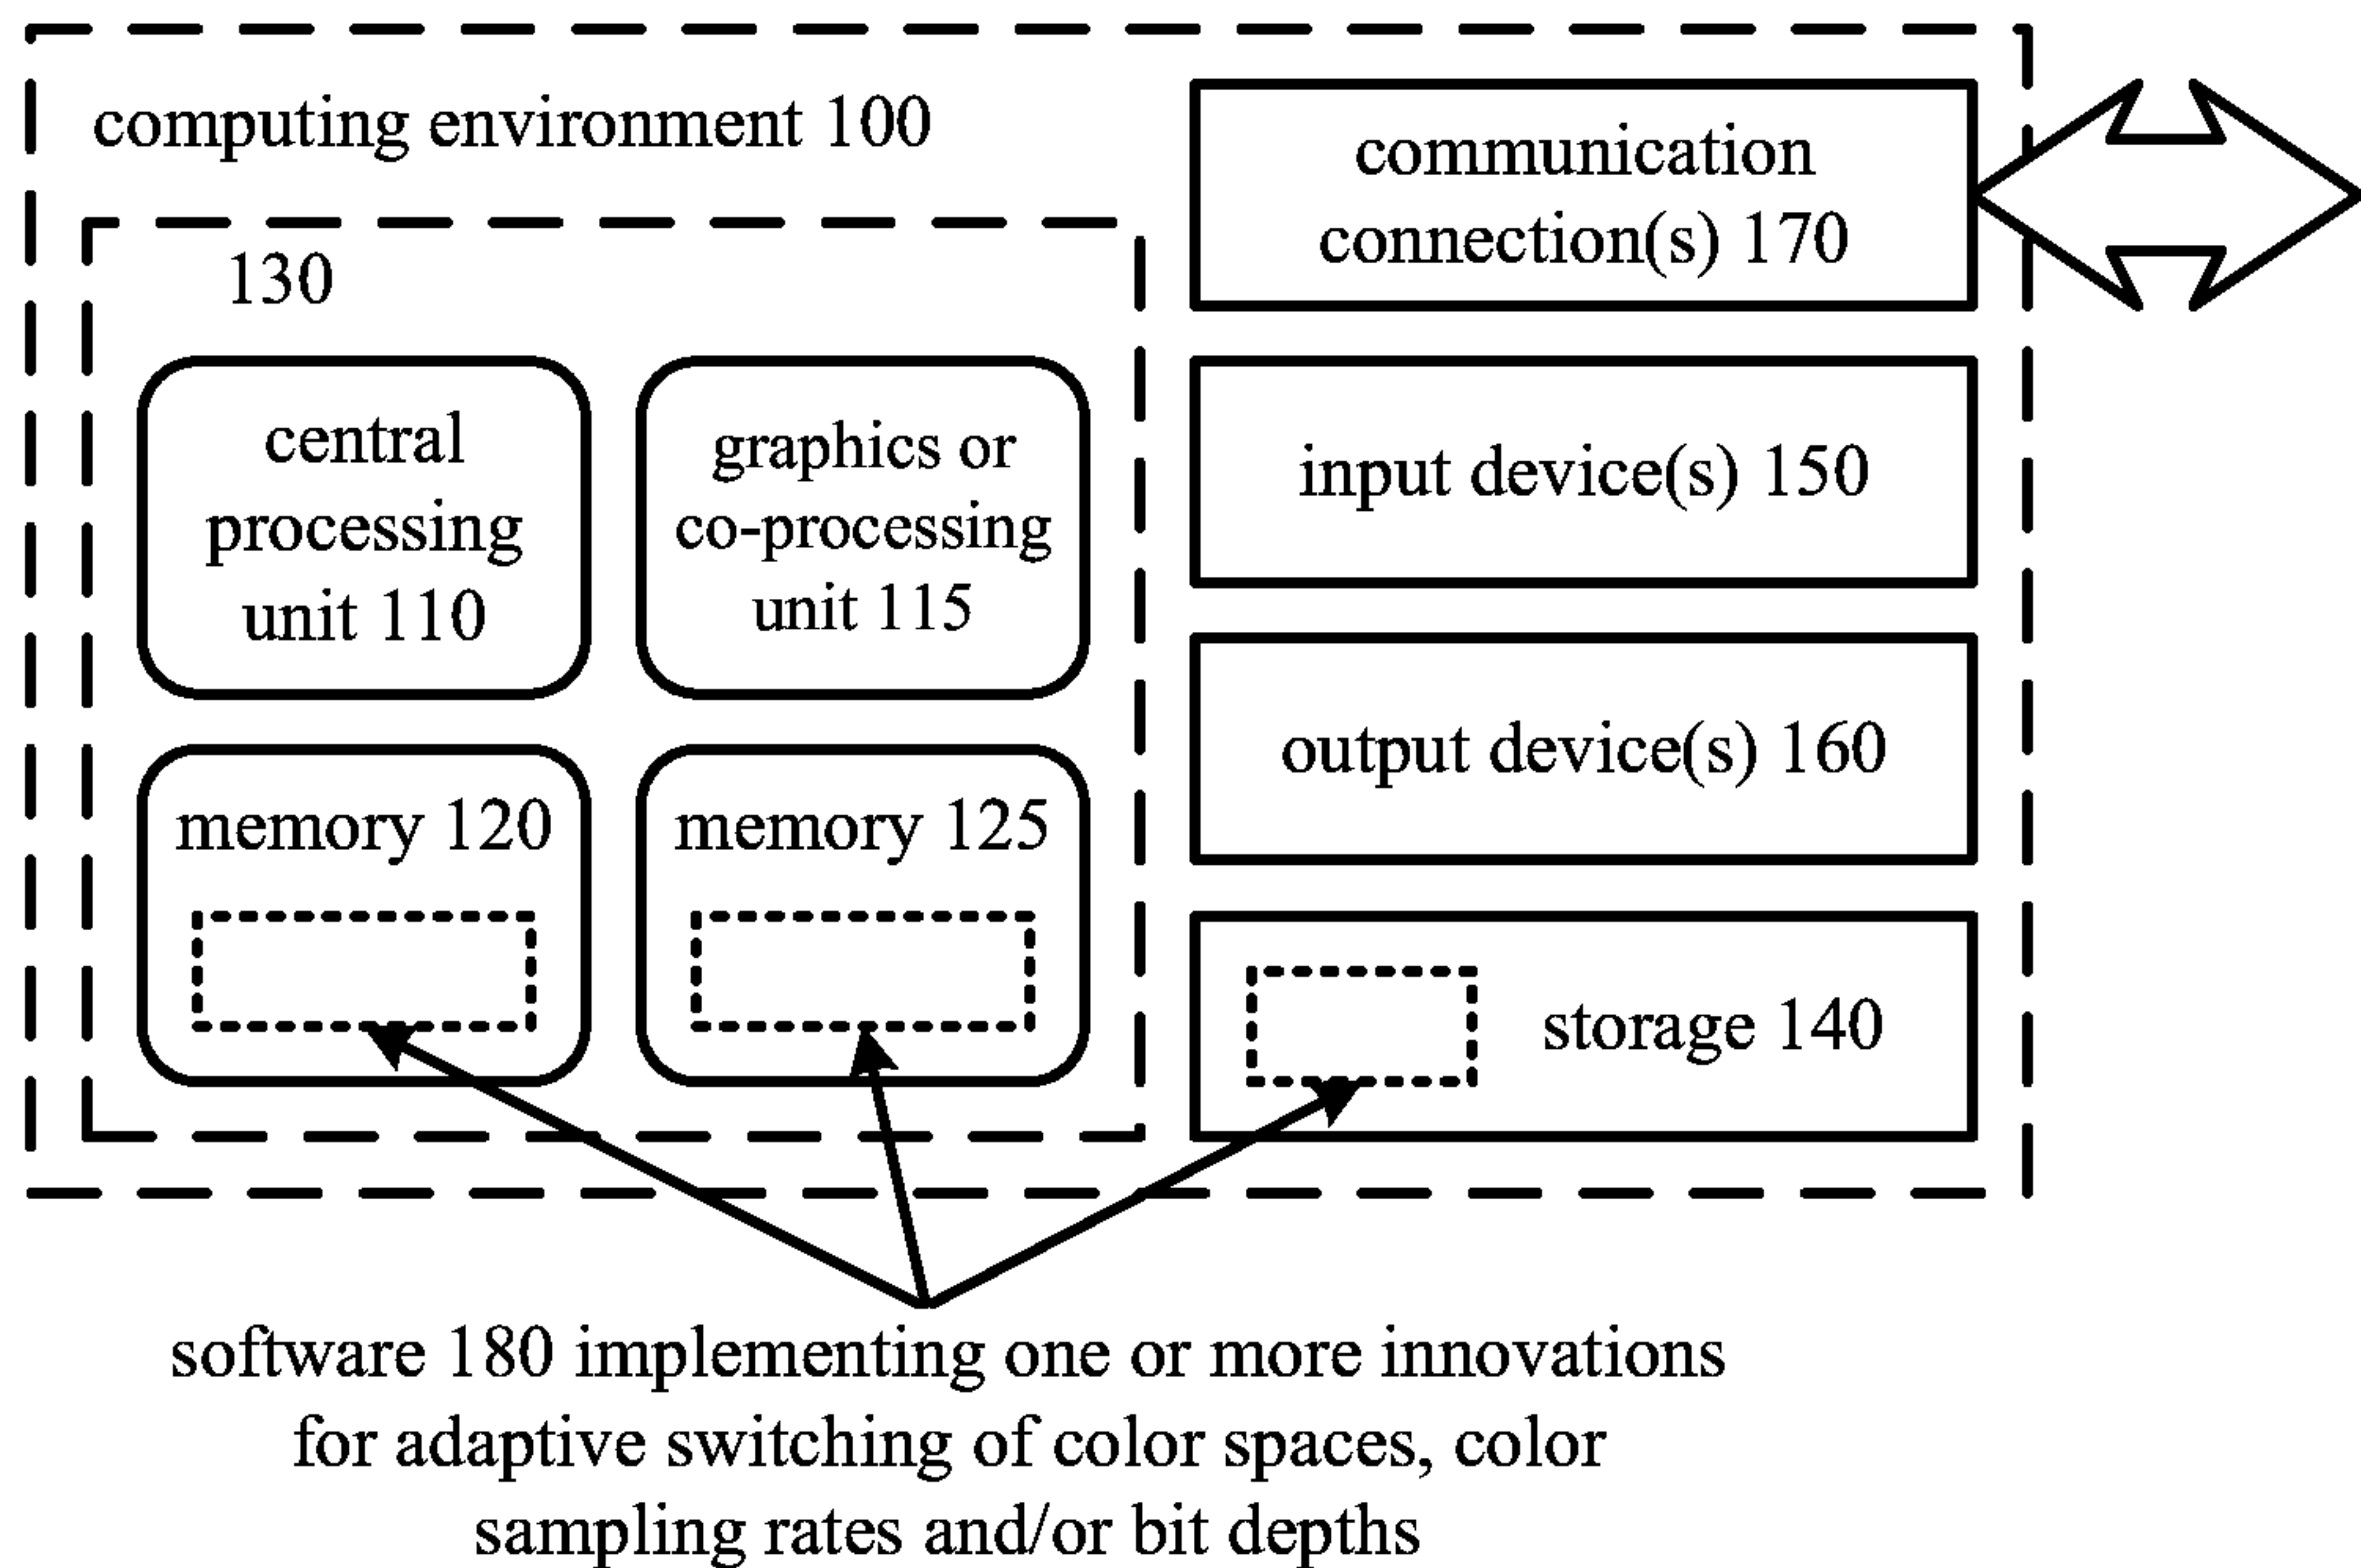 computing environment 100
130
central
processing
unit 110
graphics or
co-processing
unit 115
memory 120
memory 125
communication
connection(s) 170
input device(s) 150
output device(s) 160
storage 140
software 180 implementing one or more innovations
for adaptive switching of color spaces, color
sampling rates and/or bit depths